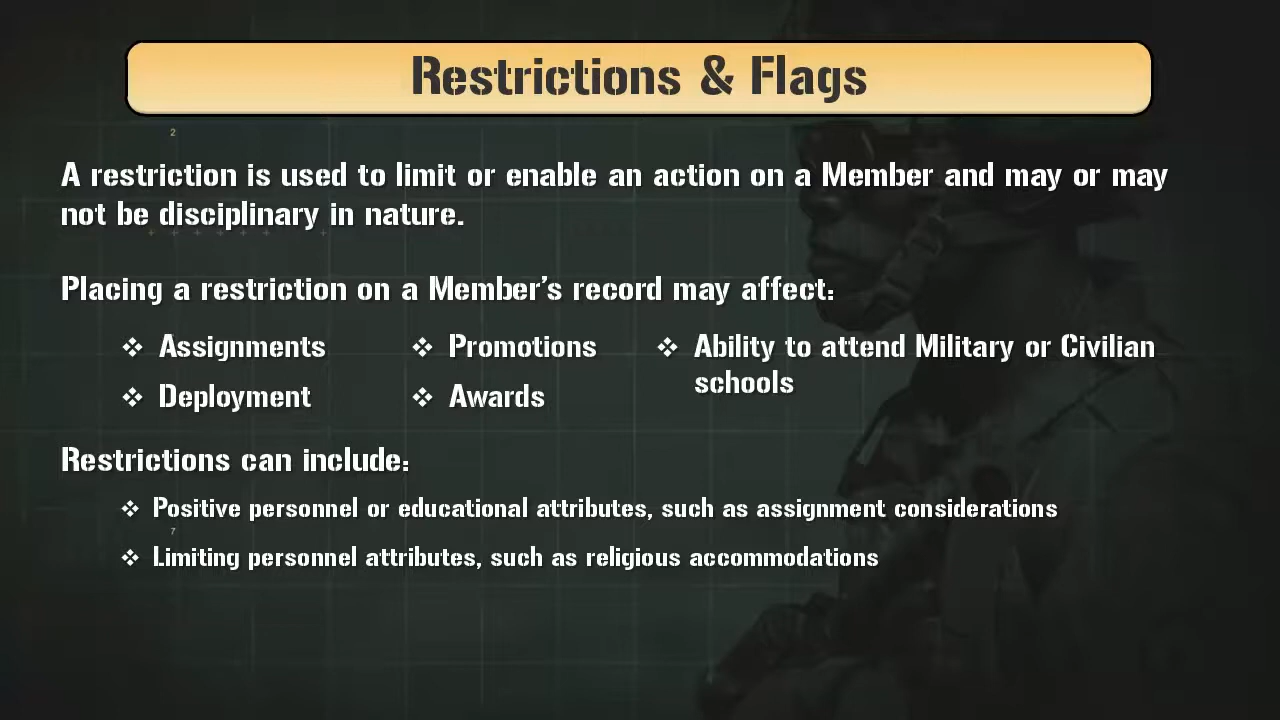 Restrictions & Flags
2
A restriction is used to limit or enable an action on a Member and may or may
not be disciplinary in nature.
Placing a restriction on a Member's record may affect:
❖ Assignments
❖ Deployment
❖ Promotions
❖ Awards
❖ Ability to attend Military or Civilian
schools
Restrictions can include:
❖ Positive personnel or educational attributes, such as assignment considerations
7
❖ Limiting personnel attributes, such as religious accommodations